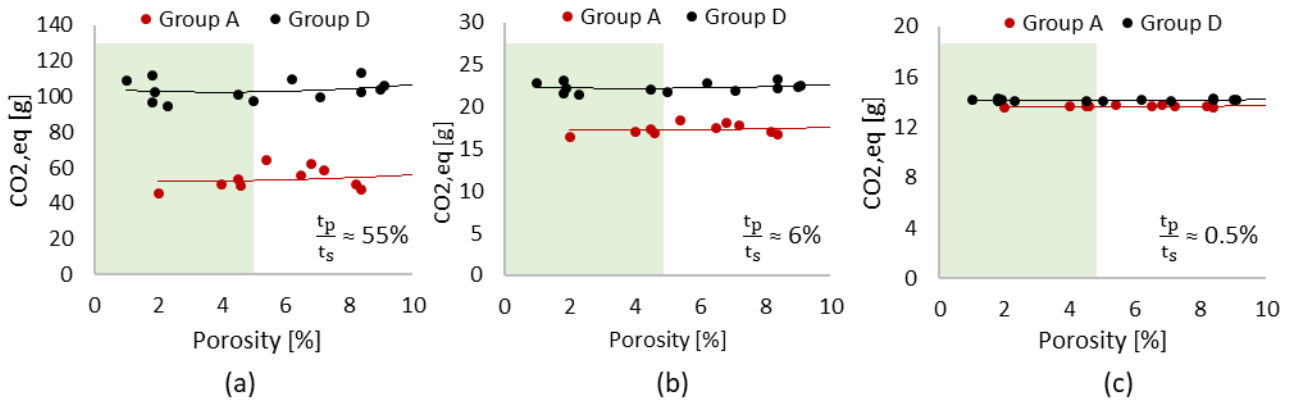 Group A Group D
140
120
100
80
60
40
20
0
0 2 4 6 8 10
CO2,eq [g]
Porosity [%]
tp/ts ≈ 55%
(a)
Group A Group D
30
25
20
15
10
5
0
0 2 4 6 8 10
CO2,eq [g]
Porosity [%]
tp/ts ≈ 6%
(b)
Group A Group D
20
16
12
8
4
0
0 2 4 6 8 10
CO2,eq [g]
Porosity [%]
tp/ts ≈ 0.5%
(c)